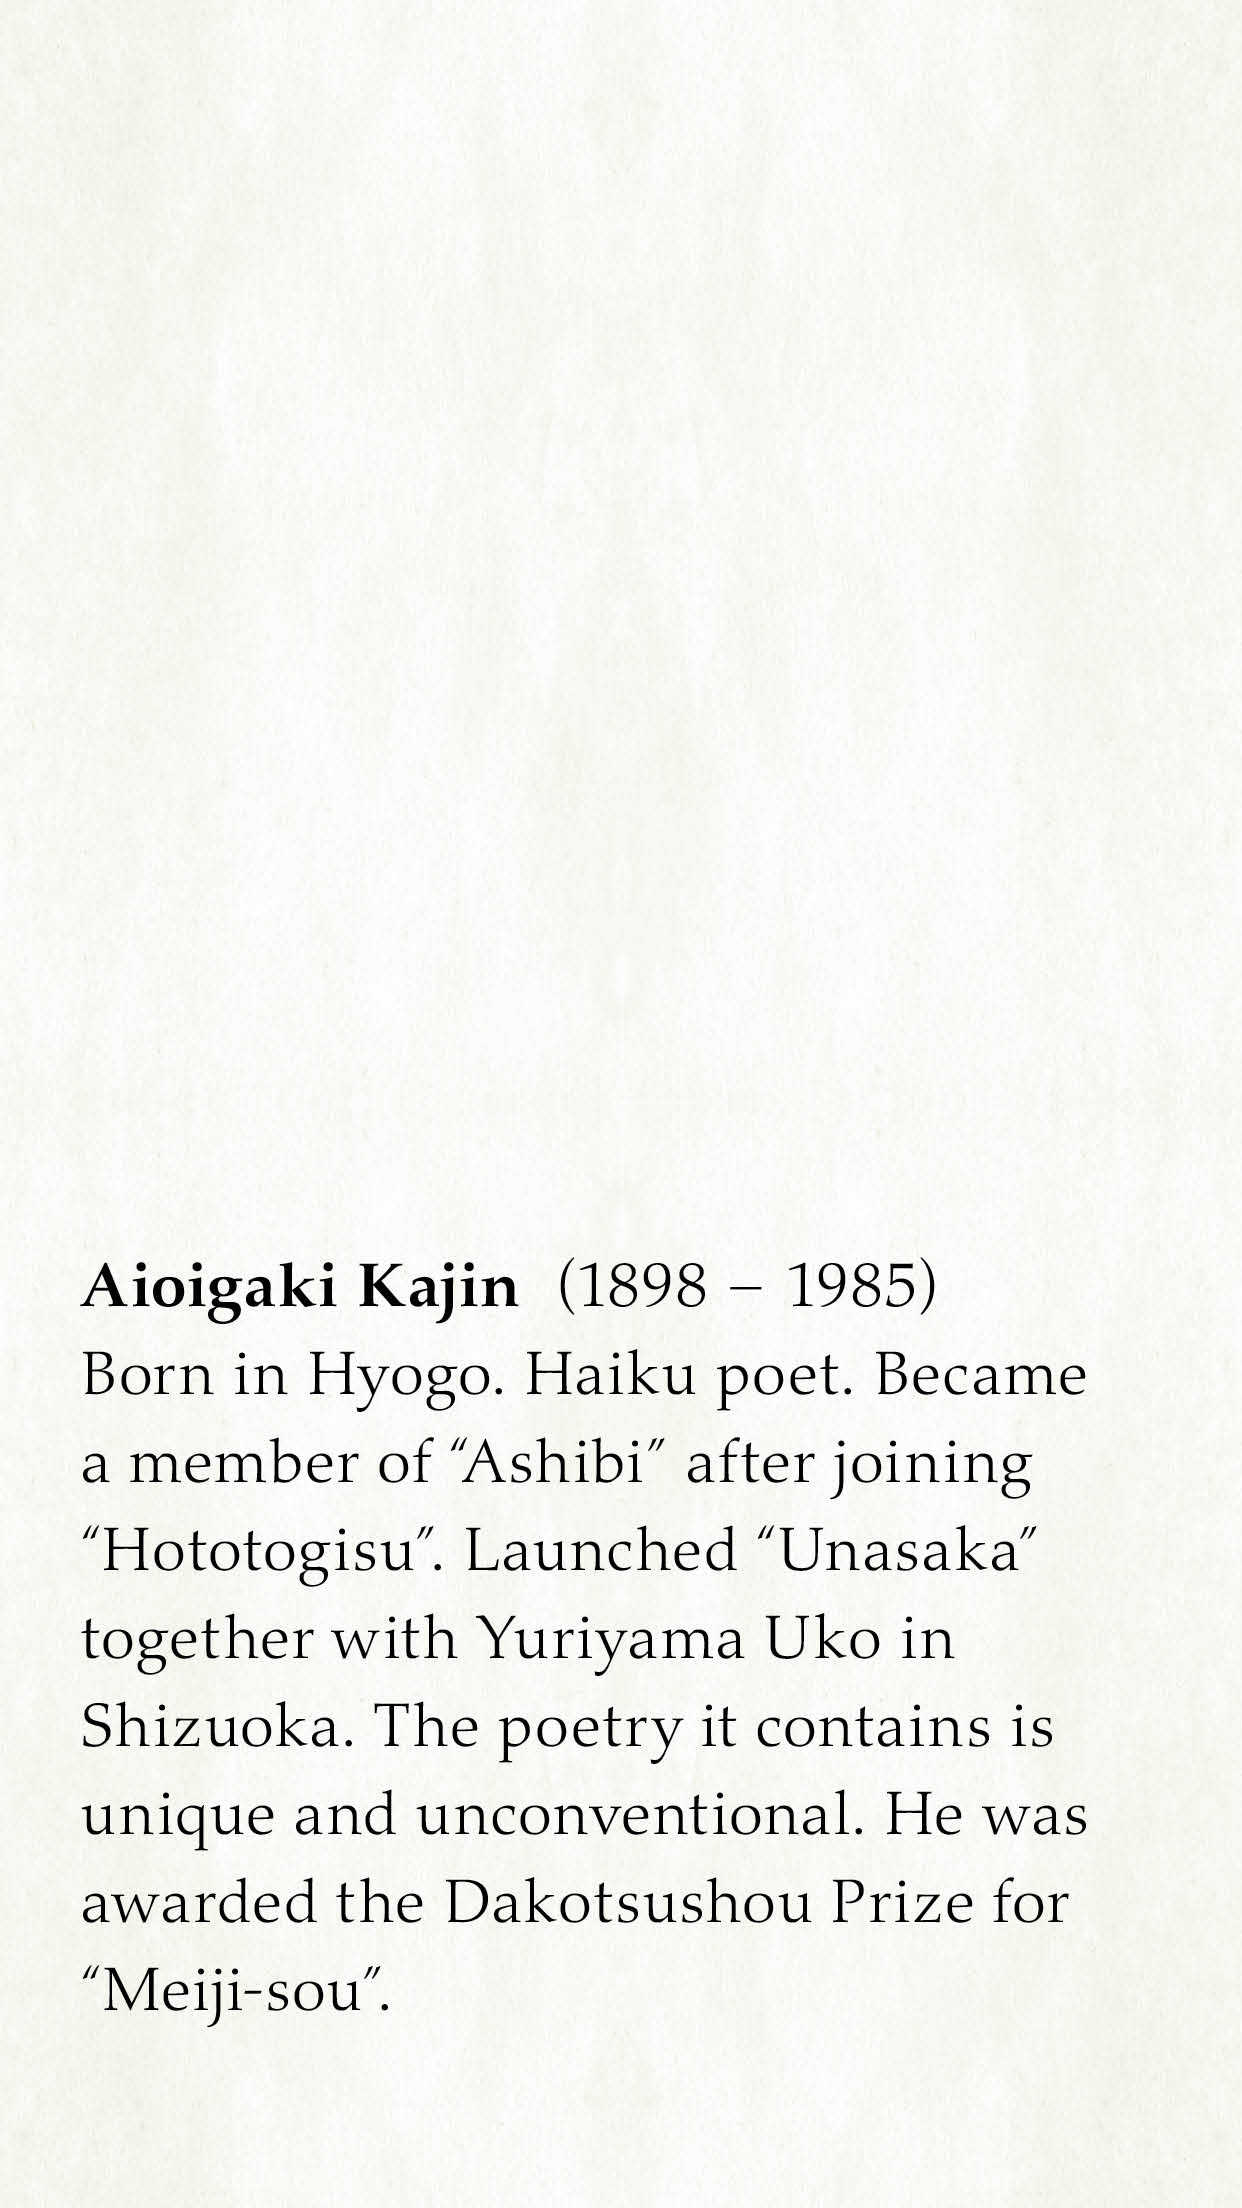 Aioigaki Kajin (1898 – 1985)
Born in Hyogo. Haiku poet. Became
a member of “Ashibi” after joining
“Hototogisu”. Launched “Unasaka”
together with Yuriyama Uko in
Shizuoka. The poetry it contains is
unique and unconventional. He was
awarded the Dakotsushou Prize for
“Meiji-sou”.